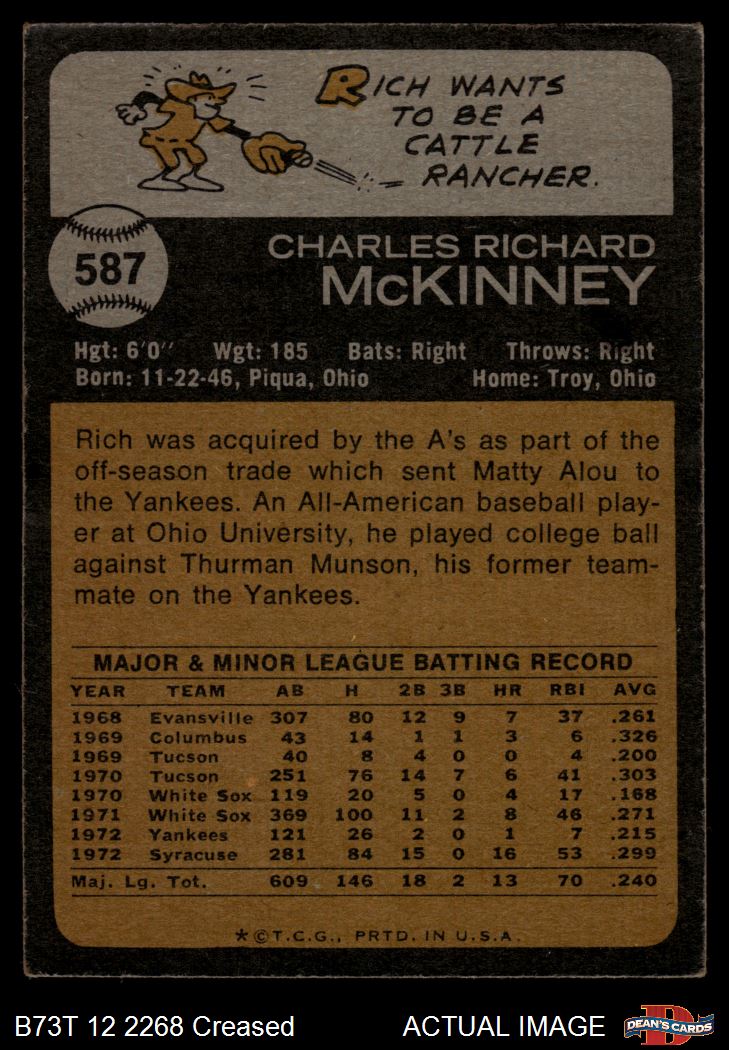 RICH WANTS
TO BE A
CATTLE
RANCHER.
587
CHARLES RICHARD
McKINNEY
Hgt: 6'0" Wgt: 185 Bats: Right Throws: Right
Born: 11-22-46, Piqua, Ohio Home: Troy, Ohio
Rich was acquired by the A's as part of the
off-season trade which sent Matty Alou to
the Yankees. An All-American baseball play-
er at Ohio University, he played college ball
against Thurman Munson, his former team-
mate on the Yankees.
MAJOR & MINOR LEAGUE BATTING RECORD
YEAR TEAM AB H 2B 3B HR RBI AVG
1968 Evansville 307 80 12 9 7 37 .261
1969 Columbus 43 14 1 1 3 6 .326
1969 Tucson 40 8 4 0 0 4 .200
1970 Tucson 251 76 14 7 6 41 .303
1970 White Sox 119 20 5 0 4 17 .168
1971 White Sox 369 100 11 2 8 46 .271
1972 Yankees 121 26 2 0 1 7 .215
1972 Syracuse 281 84 15 0 16 53 .299
Maj. Lg. Tot. 609 146 18 2 13 70 .240
*©T.C.G., PRTD. IN U.S.A.
B73T 12 2268 Creased ACTUAL IMAGE DEAN'S CARDS